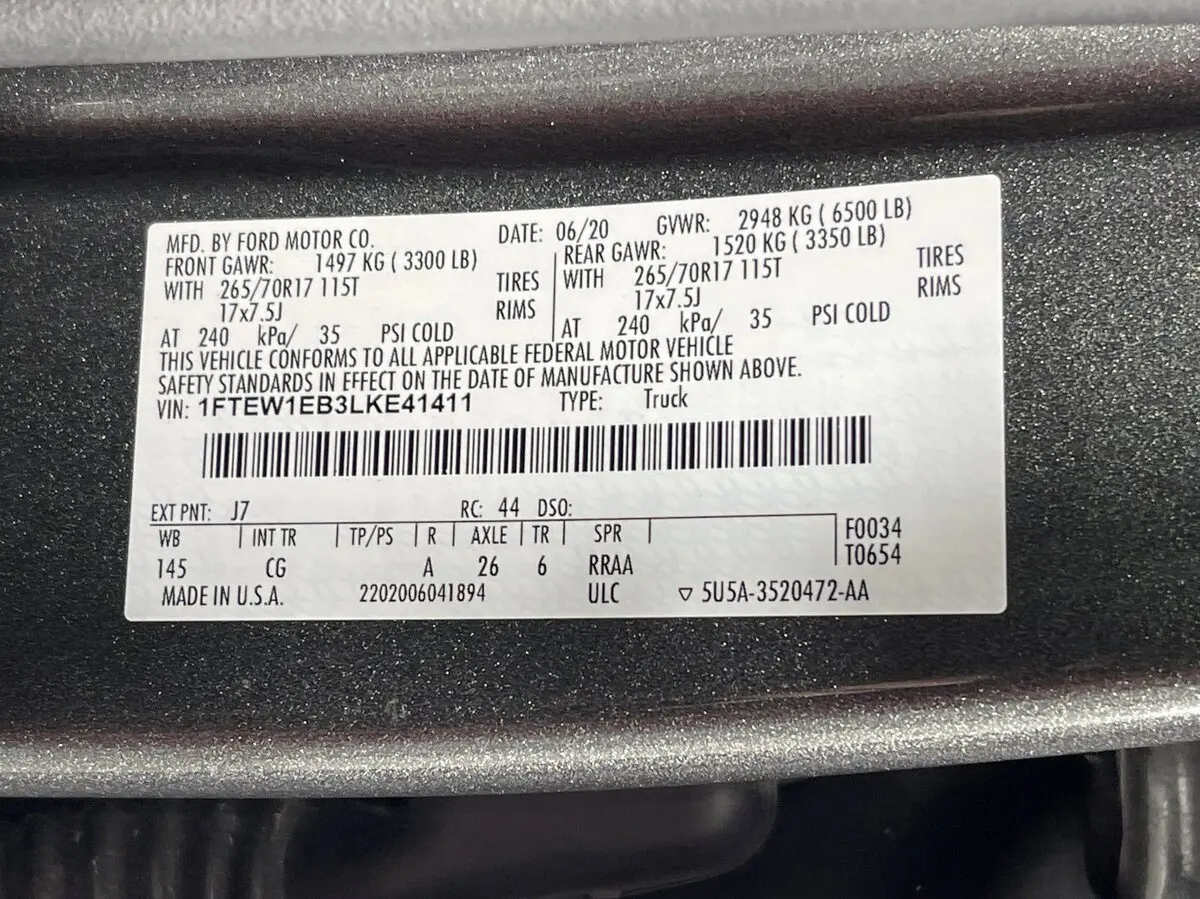 MFD. BY FORD MOTOR CO. DATE: 06/20 GVWR: 2948 KG ( 6500 LB)
FRONT GAWR: 1497 KG ( 3300 LB) REAR GAWR: 1520 KG ( 3350 LB)
WITH 265/70R17 115T TIRES WITH 265/70R17 115T TIRES
17x7.5J RIMS 17x7.5J RIMS
AT 240 kPa/ 35 PSI COLD AT 240 kPa/ 35 PSI COLD
THIS VEHICLE CONFORMS TO ALL APPLICABLE FEDERAL MOTOR VEHICLE
SAFETY STANDARDS IN EFFECT ON THE DATE OF MANUFACTURE SHOWN ABOVE.
VIN: 1FTEW1EB3LKE41411 TYPE: Truck
EXT PNT: J7 RC: 44 DSO:
WB INT TR TP/PS R AXLE TR SPR F0034
145 CG A 26 6 RRAA T0654
MADE IN U.S.A. 2202006041894 ULC ▽ 5U5A-3520472-AA